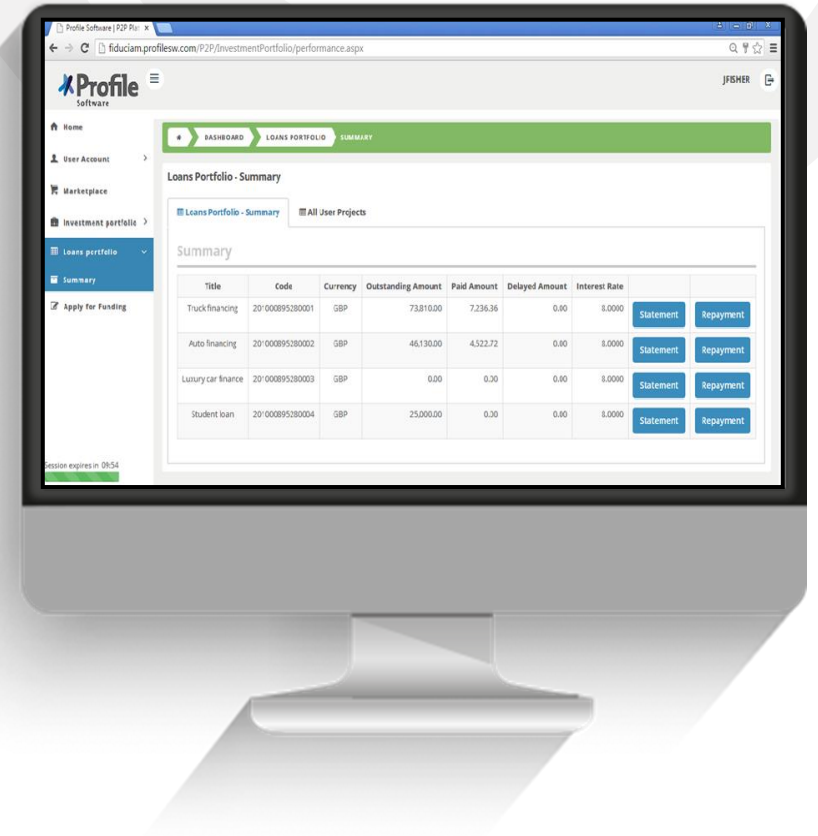 Profile Software | P2P Plat x
fiduciam.profilesw.com/P2P/InvestmentPortfolio/performance.aspx
Profile
Software
JFISHER
Home
User Account
Marketplace
Investment portfolio
Loans portfolio
Summary
Apply for Funding
Session expires in 09:54
# DASHBOARD LOANS PORTFOLIO SUMMARY
Loans Portfolio - Summary
Loans Portfolio - Summary All User Projects
Summary
Title Code Currency Outstanding Amount Paid Amount Delayed Amount Interest Rate
Truck financing 201000895280001 GBP 73,810.00 7,236.36 0.00 8.0000 Statement Repayment
Auto financing 201000895280002 GBP 46,130.00 4,522.72 0.00 8.0000 Statement Repayment
Luxury car finance 201000895280003 GBP 0.00 0.00 0.00 8.0000 Statement Repayment
Student loan 201000895280004 GBP 25,000.00 0.00 0.00 8.0000 Statement Repayment